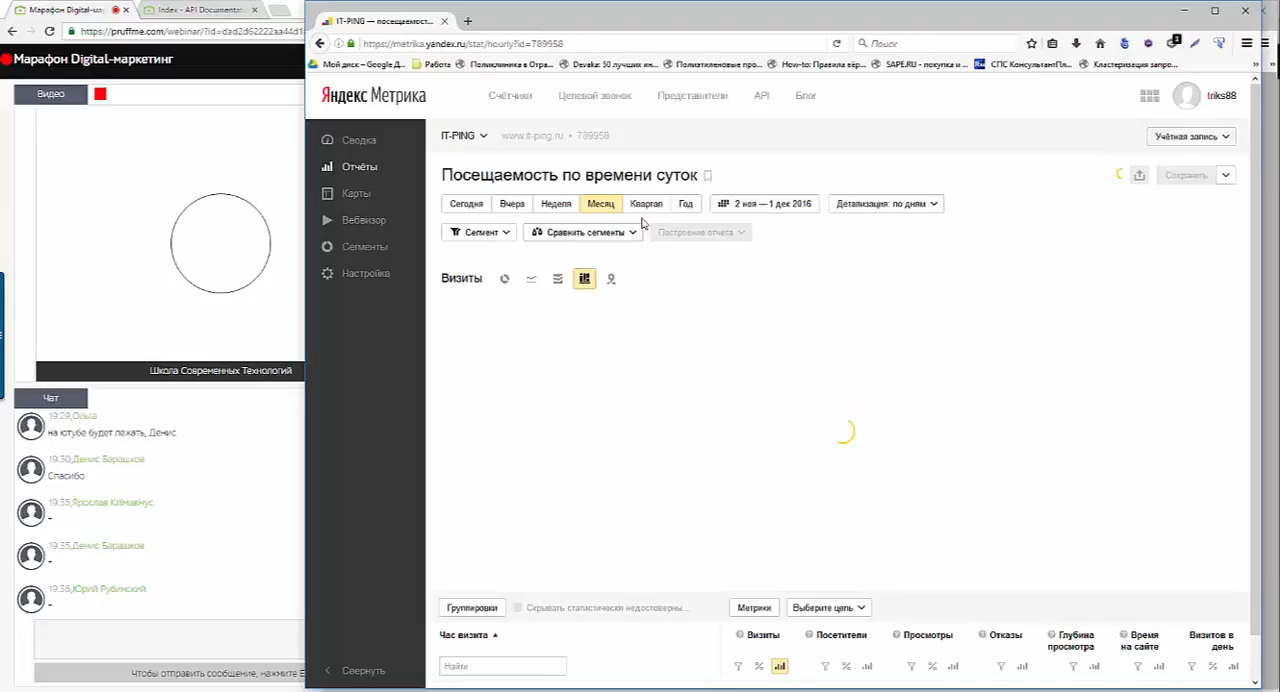 Марафон Digital-ма
Index - API Documentat
https://pruffme.com/webinar/?id=dad2d62222aa44d1
Марафон Digital-маркетинг
Видео
Школа Современных Технологий
Чат
19:29,Ольга
на ютубе будет лежать, Денис
19:30,Денис Барашков
Спасибо
19:35,Ярослав Клімавічус
19:35,Денис Барашков
19:36,Юрий Рубинский
Чтобы отправить сообщение, нажмите E
IT-PING — посещаемост...
https://metrika.yandex.ru/stat/hourly?id=789958
Поиск
3
Мой диск – Google Д...
Работа
Поликлиника в Отра...
Devaka: 50 лучших ин...
Полиэтиленовые про...
How-to: Правила вёр...
SAPE.RU - покупка и ...
СПС КонсультантПл...
Кластеризация запро...
Яндекс Метрика
Счётчики
Целевой звонок
Представители
API
Блог
triks88
Сводка
Отчёты
Карты
Вебвизор
Сегменты
Настройка
Свернуть
IT-PING
www.it-ping.ru • 789958
Учётная запись
Посещаемость по времени суток
Сохранить
Сегодня
Вчера
Неделя
Месяц
Квартал
Год
2 ноя — 1 дек 2016
Детализация: по дням
Сегмент
Сравнить сегменты
Построение отчета
Визиты
Группировки
Скрывать статистически недостоверны...
Метрики
Выберите цель
Час визита
Визиты
Посетители
Просмотры
Отказы
Глубина просмотра
Время на сайте
Визитов в день
Найти